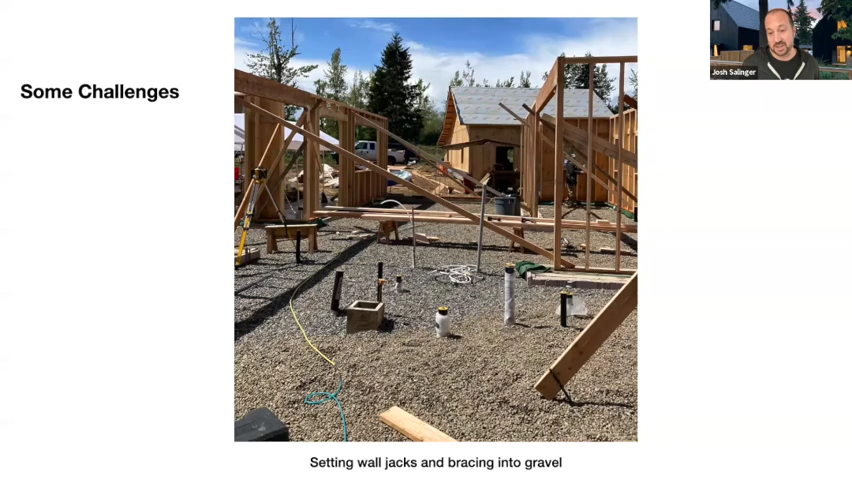 Josh Salinger
Some Challenges
Setting wall jacks and bracing into gravel